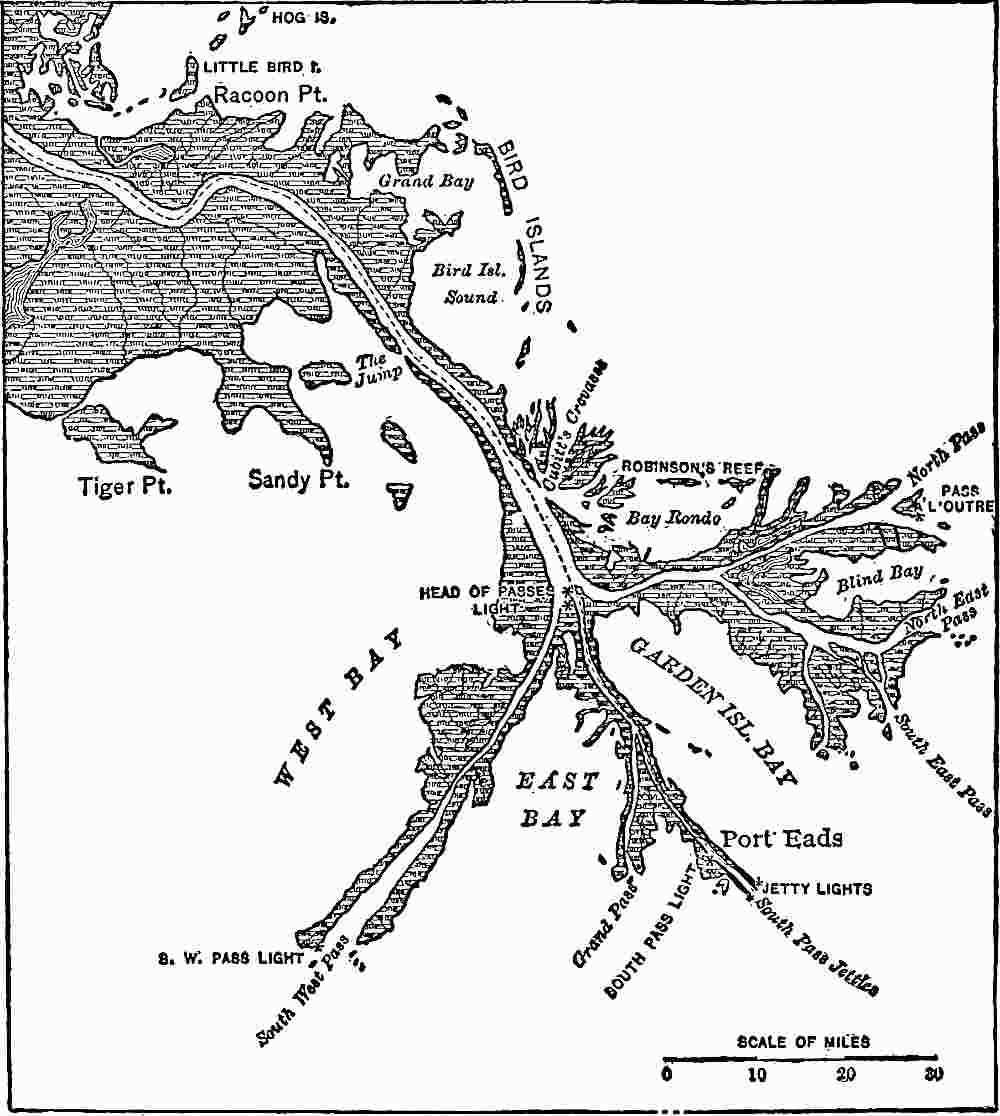 HOG IS.
LITTLE BIRD I.
Racoon Pt.
BIRD ISLANDS
Grand Bay
Bird Isl.
Sound
The
Jump
Cubitt's Crevasse
Tiger Pt.
Sandy Pt.
ROBINSON'S REEF
North Pass
PASS
A L'OUTRE
Bay Rondo
Blind Bay
HEAD OF PASSES
LIGHT
North East
Pass
WEST BAY
GARDEN ISL. BAY
South East Pass
EAST
BAY
Port Eads
JETTY LIGHTS
South Pass Jetties
Grand Pass
SOUTH PASS LIGHT
S. W. PASS LIGHT
South West Pass
SCALE OF MILES
0 10 20 30